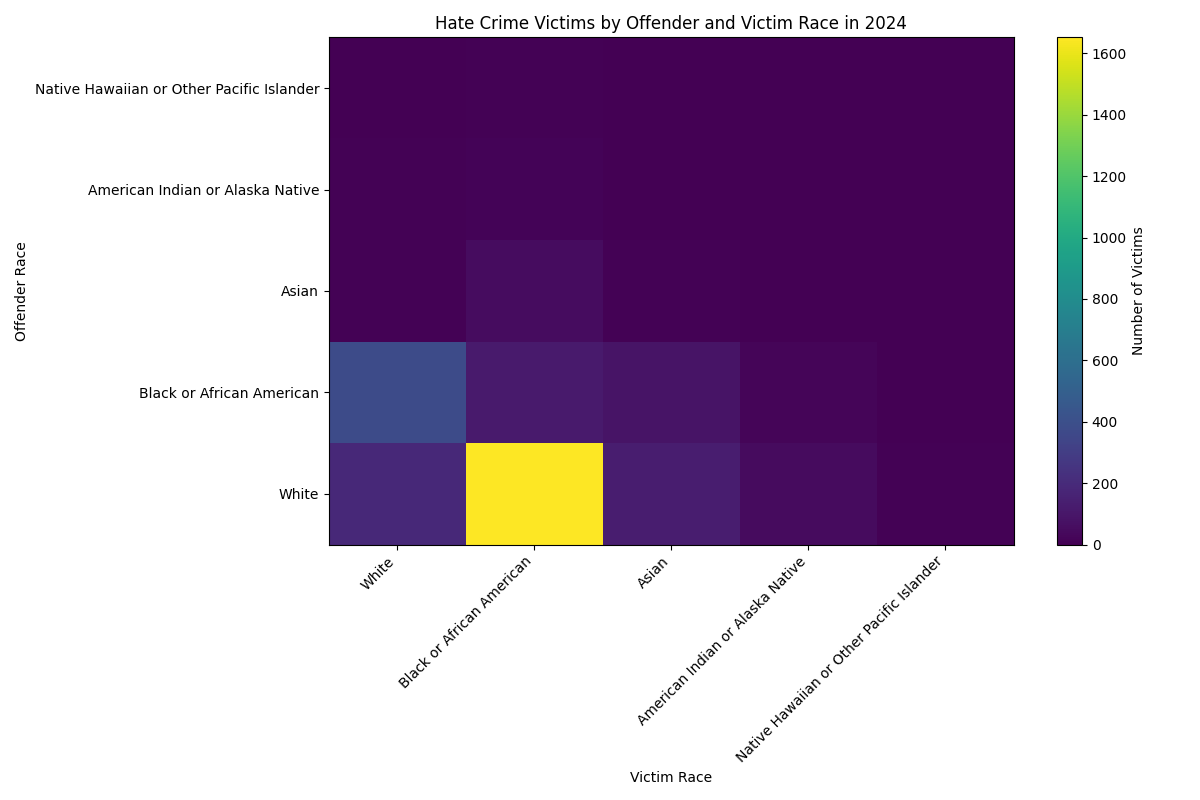 Hate Crime Victims by Offender and Victim Race in 2024
Offender Race
Native Hawaiian or Other Pacific Islander
American Indian or Alaska Native
Asian
Black or African American
White
White
Black or African American
Asian
American Indian or Alaska Native
Native Hawaiian or Other Pacific Islander
Victim Race
1600
1400
1200
1000
800
600
400
200
0
Number of Victims